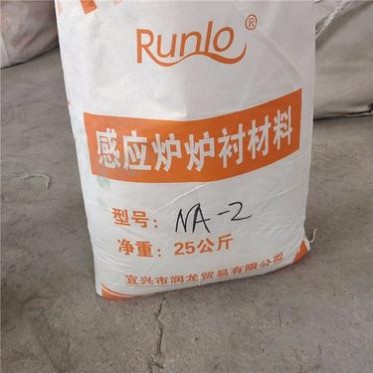 Runlo®
感应炉炉衬材料
型号: NA-2
净重: 25公斤
宜兴市润龙贸易有限公司